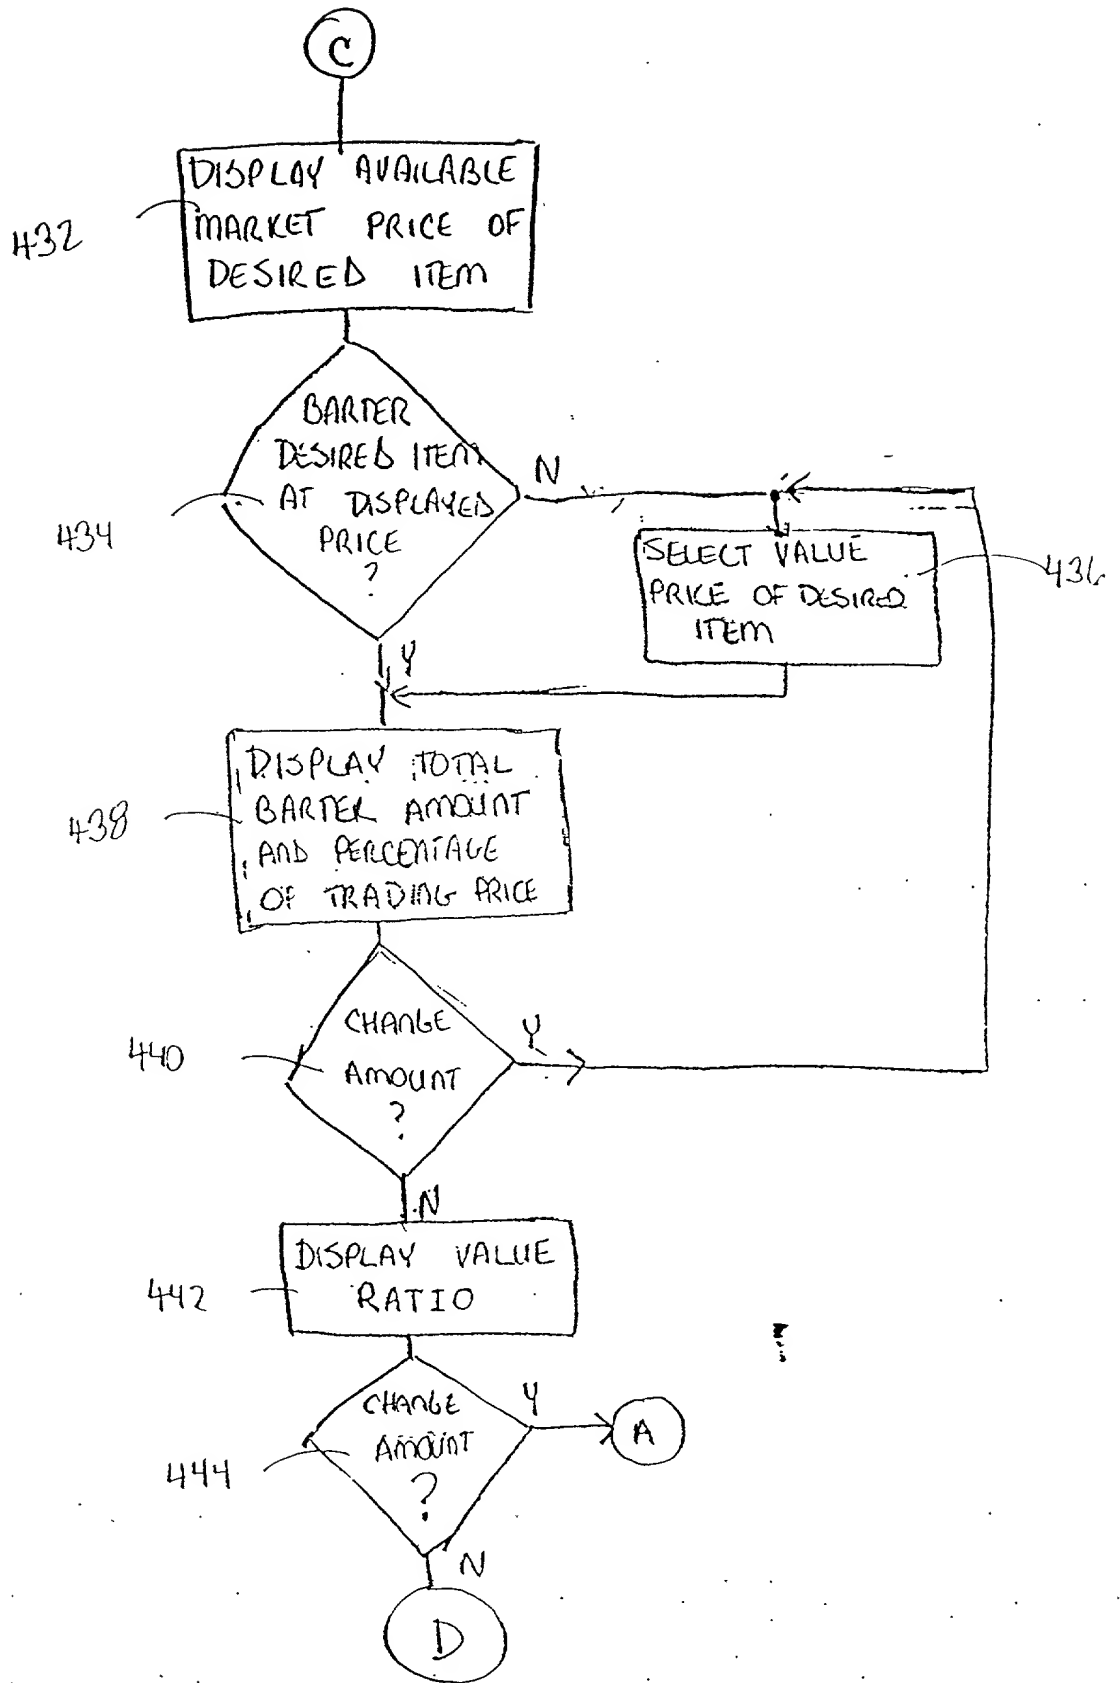 C
DISPLAY AVAILABLE
MARKET PRICE OF
DESIRED ITEM
432
BARTER
DESIRED ITEM
AT DISPLAYED
PRICE
?
434
N
SELECT VALUE
PRICE OF DESIRED
ITEM
436
Y
DISPLAY TOTAL
BARTER AMOUNT
AND PERCENTAGE
OF TRADING PRICE
438
CHANGE
AMOUNT
?
440
Y
N
DISPLAY VALUE
RATIO
442
CHANGE
AMOUNT
?
444
Y
A
N
D